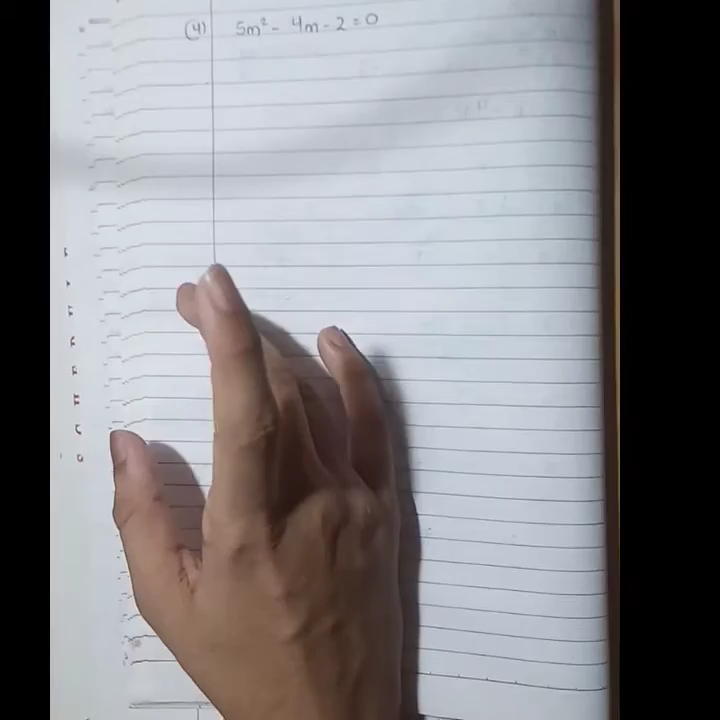 (4) 5m² - 4m - 2 = 0